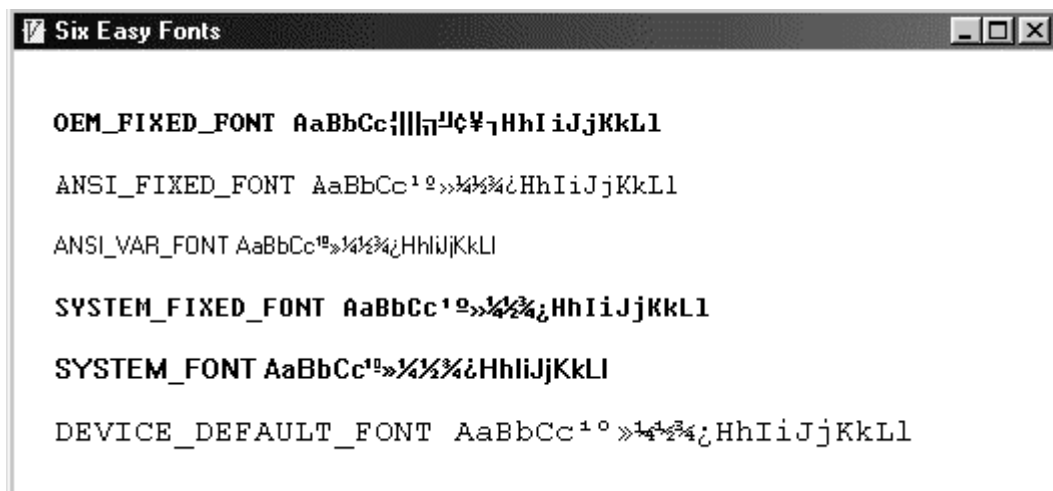 Six Easy Fonts
OEM_FIXED_FONT AaBbCc╣║╗╝¢¥┐HhIiJjKkLl
ANSI_FIXED_FONT AaBbCc¹º»¼½¾¿HhIiJjKkLl
ANSI_VAR_FONT AaBbCc¹º»¼½¾¿HhIiJjKkLl
SYSTEM_FIXED_FONT AaBbCc¹º»¼½¾¿HhIiJjKkLl
SYSTEM_FONT AaBbCc¹º»¼½¾¿HhIiJjKkLl
DEVICE_DEFAULT_FONT AaBbCc¹º»¼½¾¿HhIiJjKkLl